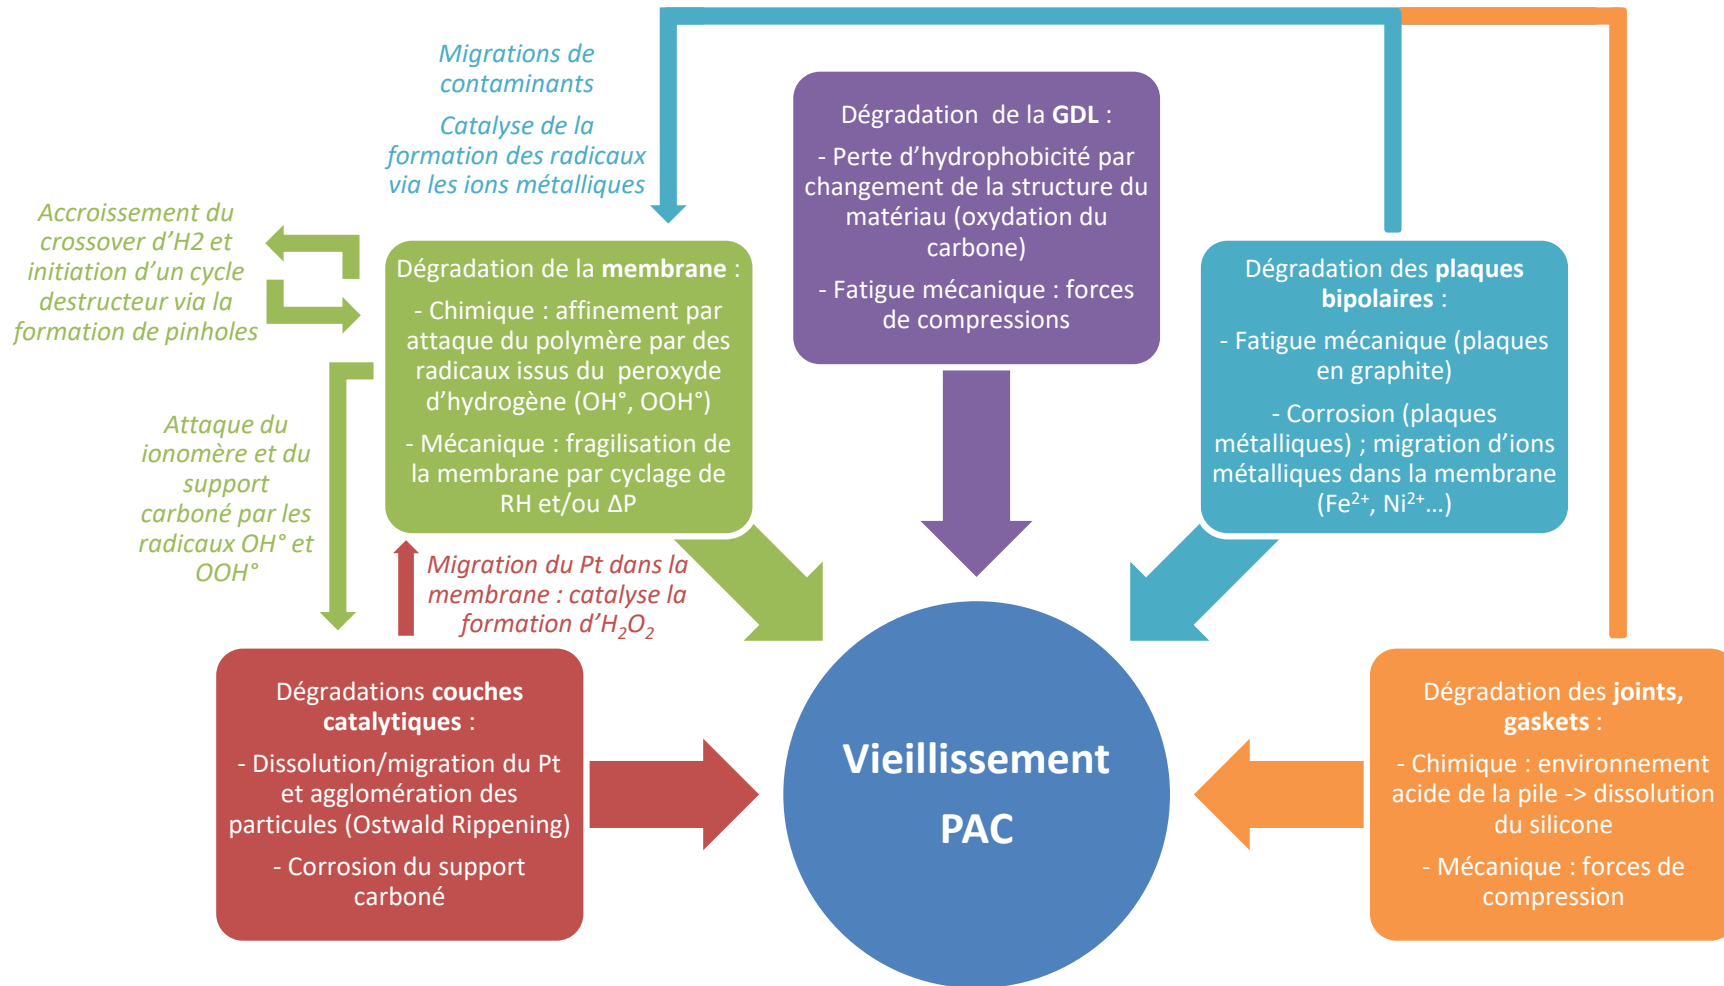 Migrations de
contaminants
Catalyse de la
formation des radicaux
via les ions métalliques
Accroissement du
crossover d’H2 et
initiation d’un cycle
destructeur via la
formation de pinholes
Attaque du
ionomère et du
support
carboné par les
radicaux OH° et
OOH°
Dégradation de la membrane :
- Chimique : affinement par
attaque du polymère par des
radicaux issus du peroxyde
d’hydrogène (OH°, OOH°)
- Mécanique : fragilisation de
la membrane par cyclage de
RH et/ou ΔP
Migration du Pt dans la
membrane : catalyse la
formation d’H₂O₂
Dégradation de la GDL :
- Perte d’hydrophobicité par
changement de la structure du
matériau (oxydation du
carbone)
- Fatigue mécanique : forces
de compressions
Dégradation des plaques
bipolaires :
- Fatigue mécanique (plaques
en graphite)
- Corrosion (plaques
métalliques) ; migration d’ions
métalliques dans la membrane
(Fe²⁺, Ni²⁺…)
Dégradations couches
catalytiques :
- Dissolution/migration du Pt
et agglomération des
particules (Ostwald Rippening)
- Corrosion du support
carboné
Vieillissement
PAC
Dégradation des joints,
gaskets :
- Chimique : environnement
acide de la pile -> dissolution
du silicone
- Mécanique : forces de
compression